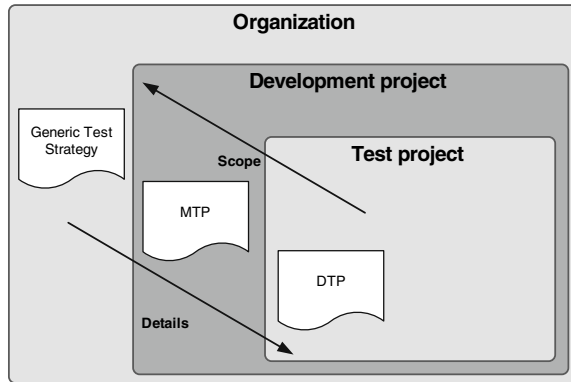 Organization
Development project
Generic Test
Strategy
Test project
Scope
MTP
DTP
Details